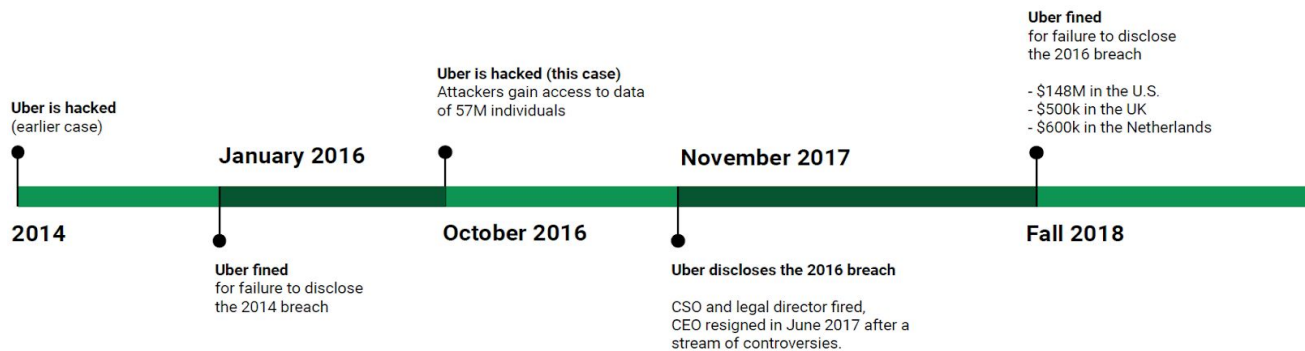 Uber is hacked
(earlier case)
2014
January 2016
Uber fined
for failure to disclose
the 2014 breach
Uber is hacked (this case)
Attackers gain access to data
of 57M individuals
October 2016
November 2017
Uber discloses the 2016 breach
CSO and legal director fired,
CEO resigned in June 2017 after a
stream of controversies.
Uber fined
for failure to disclose
the 2016 breach
- $148M in the U.S.
- $500k in the UK
- $600k in the Netherlands
Fall 2018